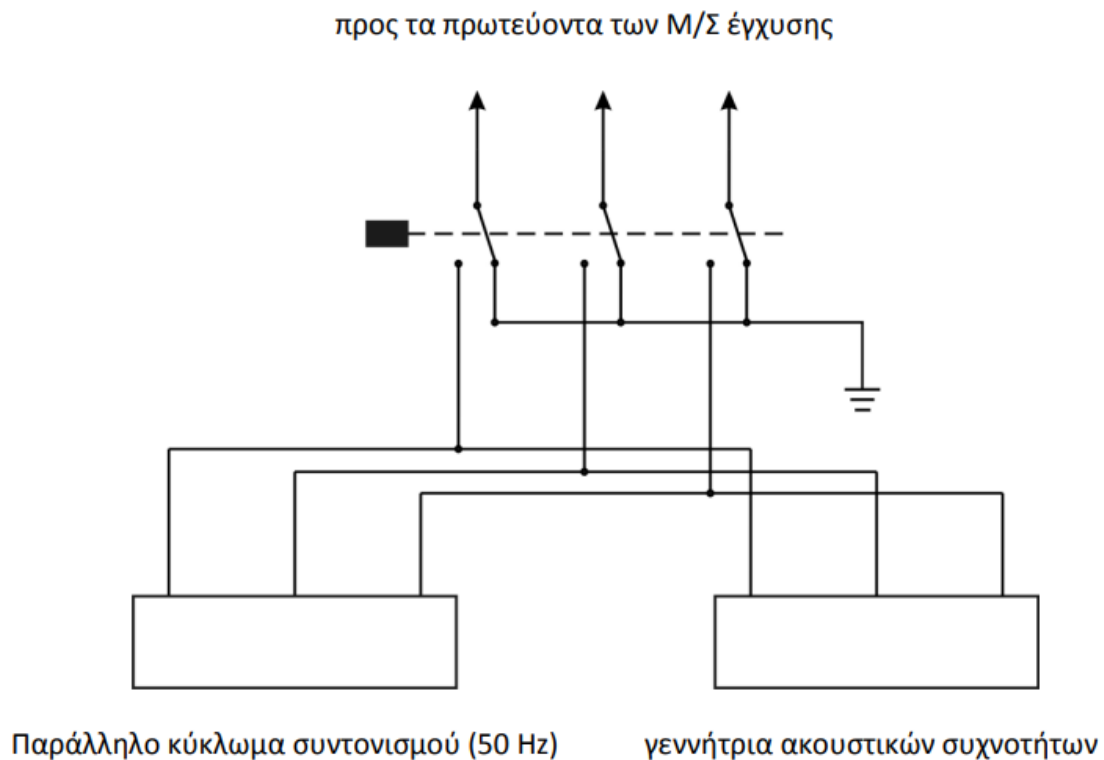 προς τα πρωτεύοντα των Μ/Σ έγχυσης
Παράλληλο κύκλωμα συντονισμού (50 Hz)
γεννήτρια ακουστικών συχνοτήτων